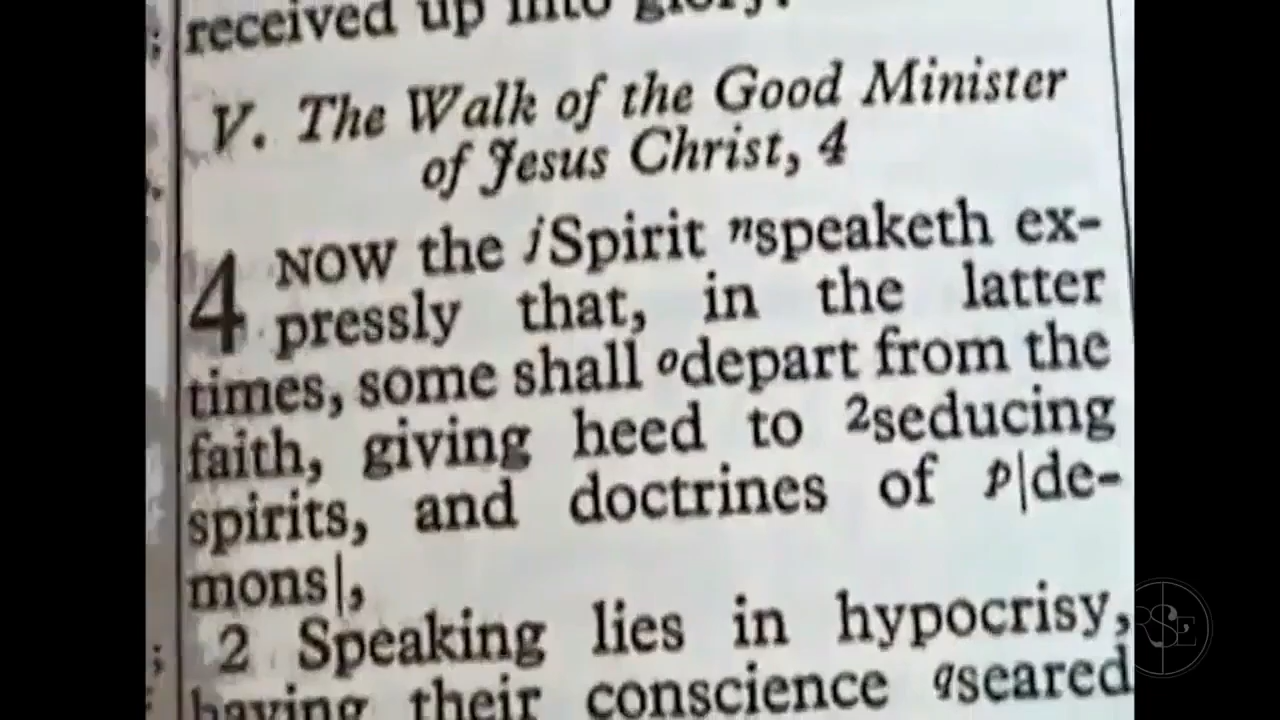 received up into glory.
V. The Walk of the Good Minister
of Jesus Christ, 4
4 NOW the jSpirit nspeaketh ex-
pressly that, in the latter
times, some shall odepart from the
faith, giving heed to 2seducing
spirits, and doctrines of p|de-
mons|,
2 Speaking lies in hypocrisy,
having their conscience qseared